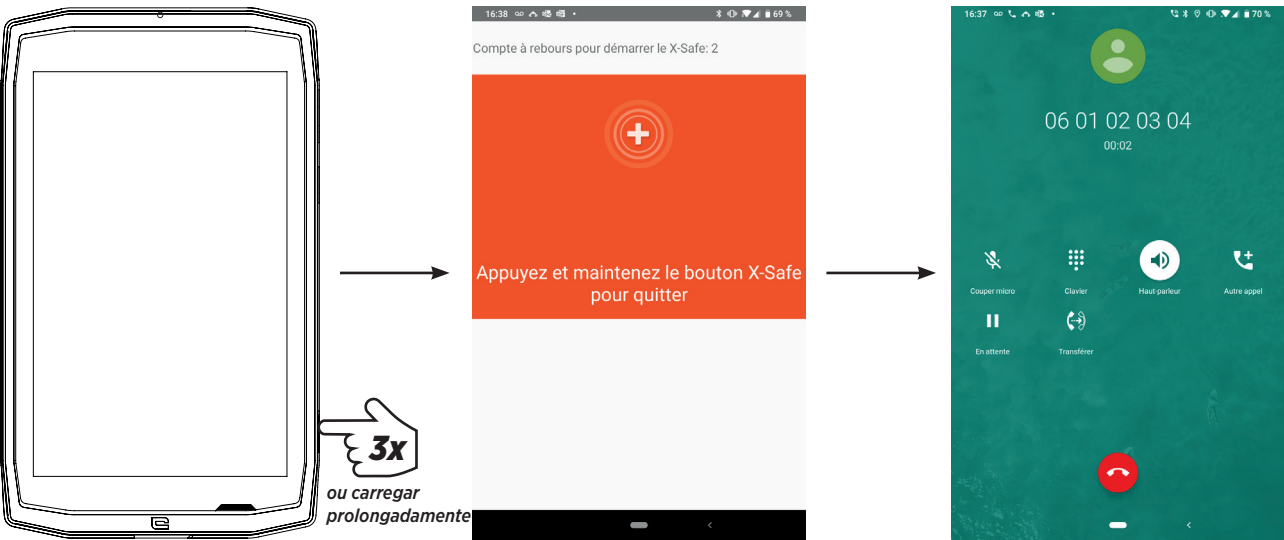 3x
ou carregar
prolongadamente
16:38
69 %
Compte à rebours pour démarrer le X-Safe: 2
Appuyez et maintenez le bouton X-Safe
pour quitter
16:37
70 %
06 01 02 03 04
00:02
Couper micro
Clavier
Haut-parleur
Autre appel
En attente
Transférer